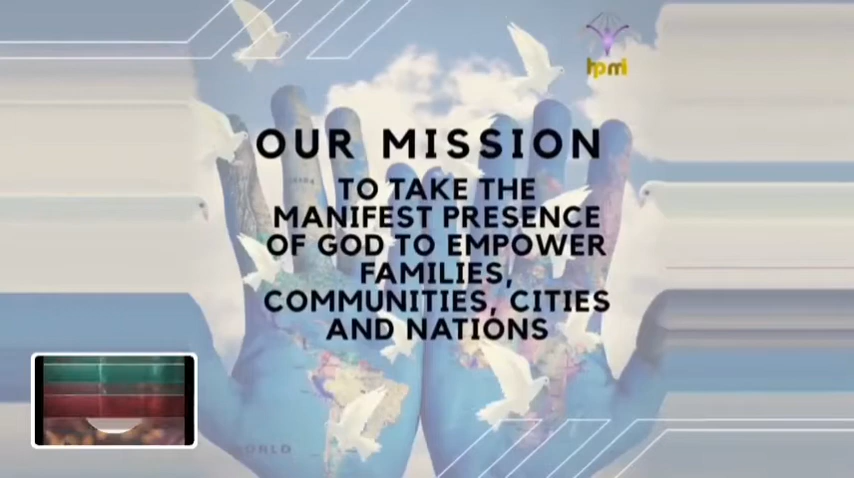 hpmi
OUR MISSION
TO TAKE THE
MANIFEST PRESENCE
OF GOD TO EMPOWER
FAMILIES,
COMMUNITIES, CITIES
AND NATIONS